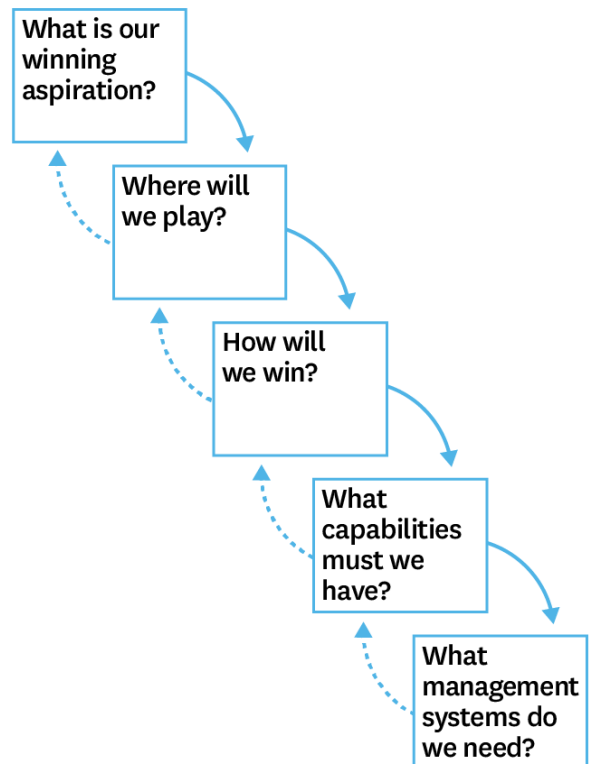 What is our
winning
aspiration?
Where will
we play?
How will
we win?
What
capabilities
must we
have?
What
management
systems do
we need?